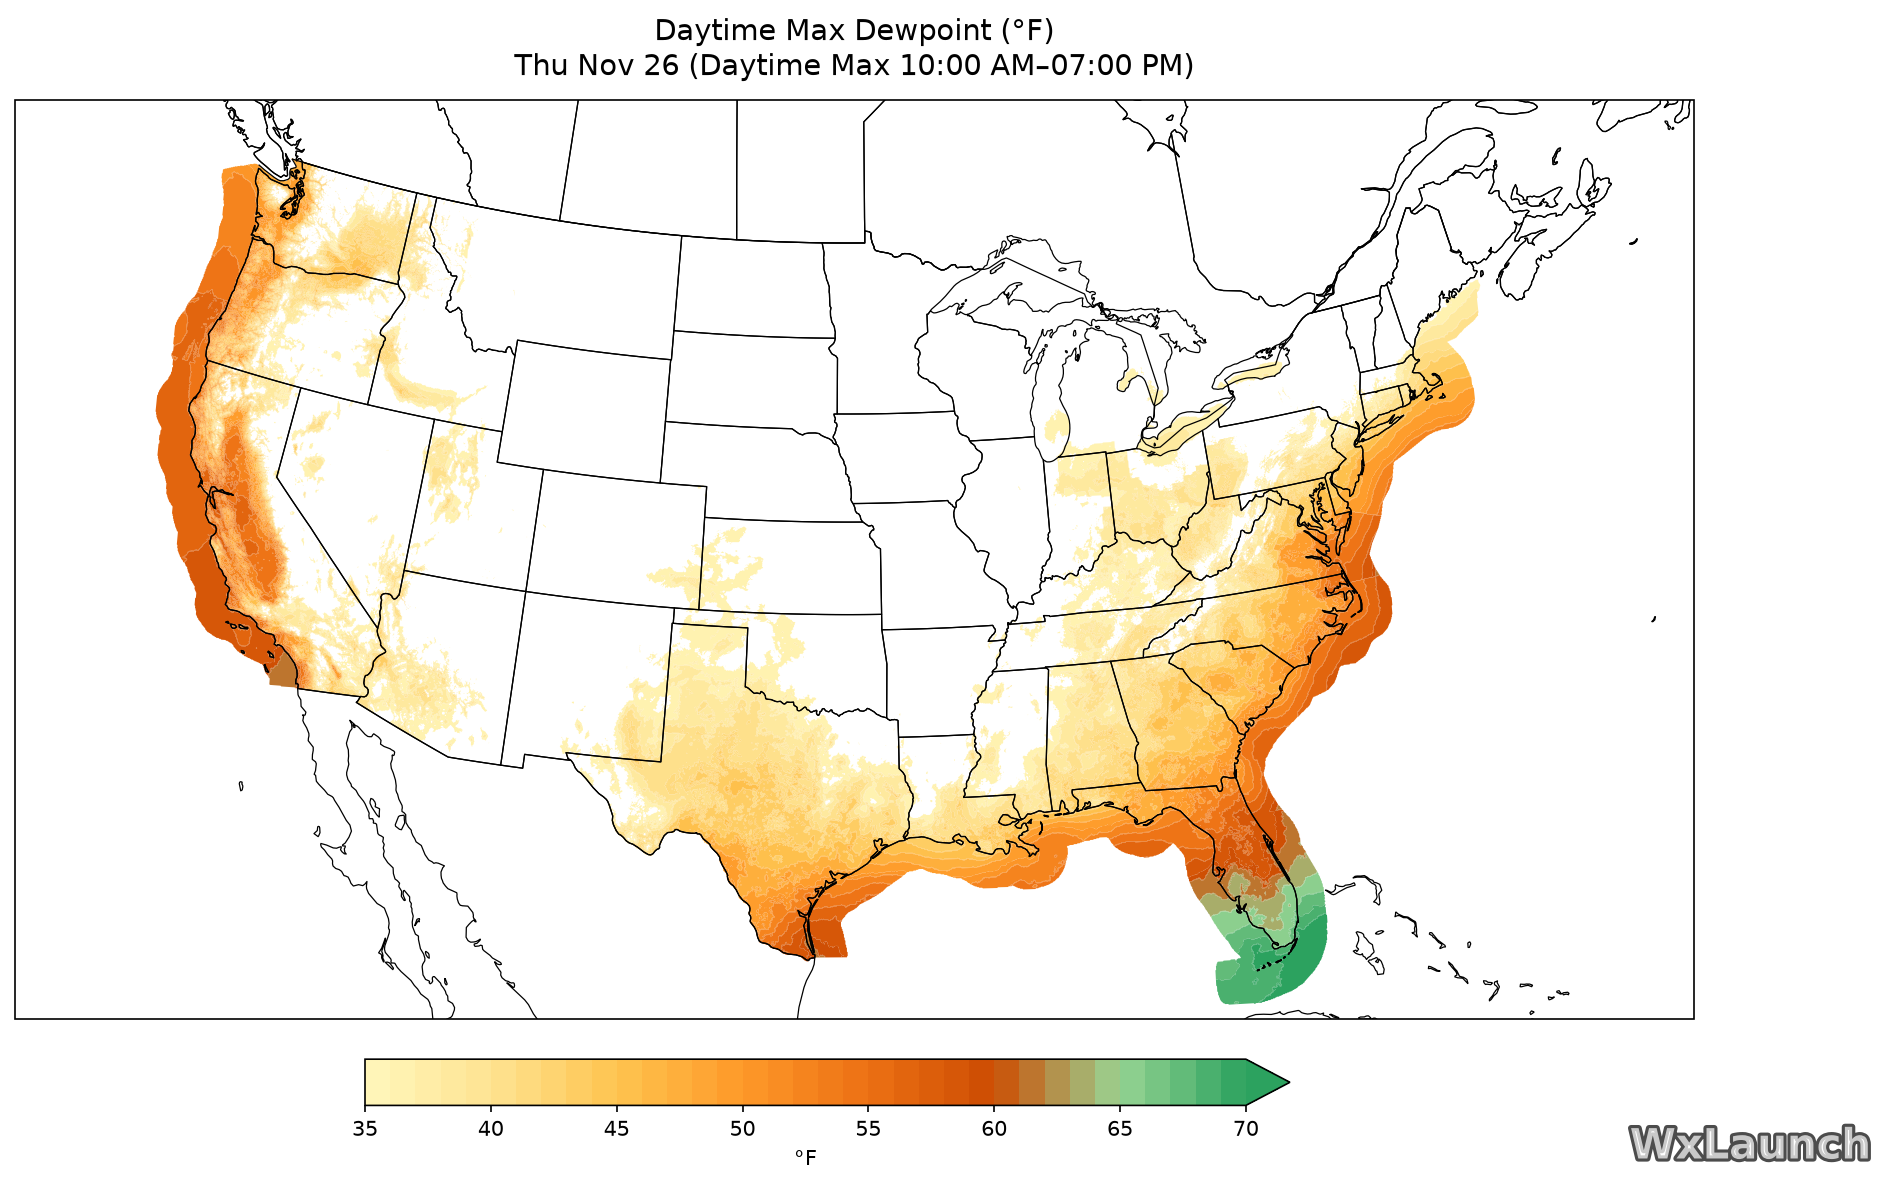 Daytime Max Dewpoint (°F)
Thu Nov 26 (Daytime Max 10:00 AM–07:00 PM)
35 40 45 50 55 60 65 70
°F
WxLaunch